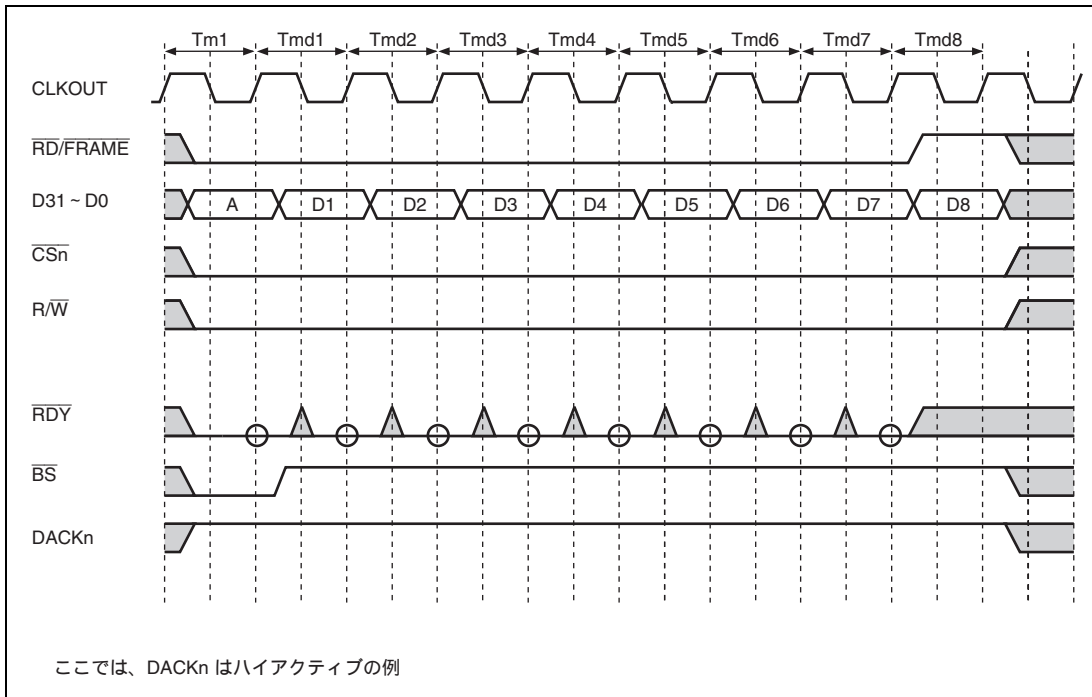 Tm1 Tmd1 Tmd2 Tmd3 Tmd4 Tmd5 Tmd6 Tmd7 Tmd8
CLKOUT
RD/FRAME
D31 ~ D0 A D1 D2 D3 D4 D5 D6 D7 D8
CSn
R/W
RDY
BS
DACKn
ここでは、DACKn はハイアクティブの例